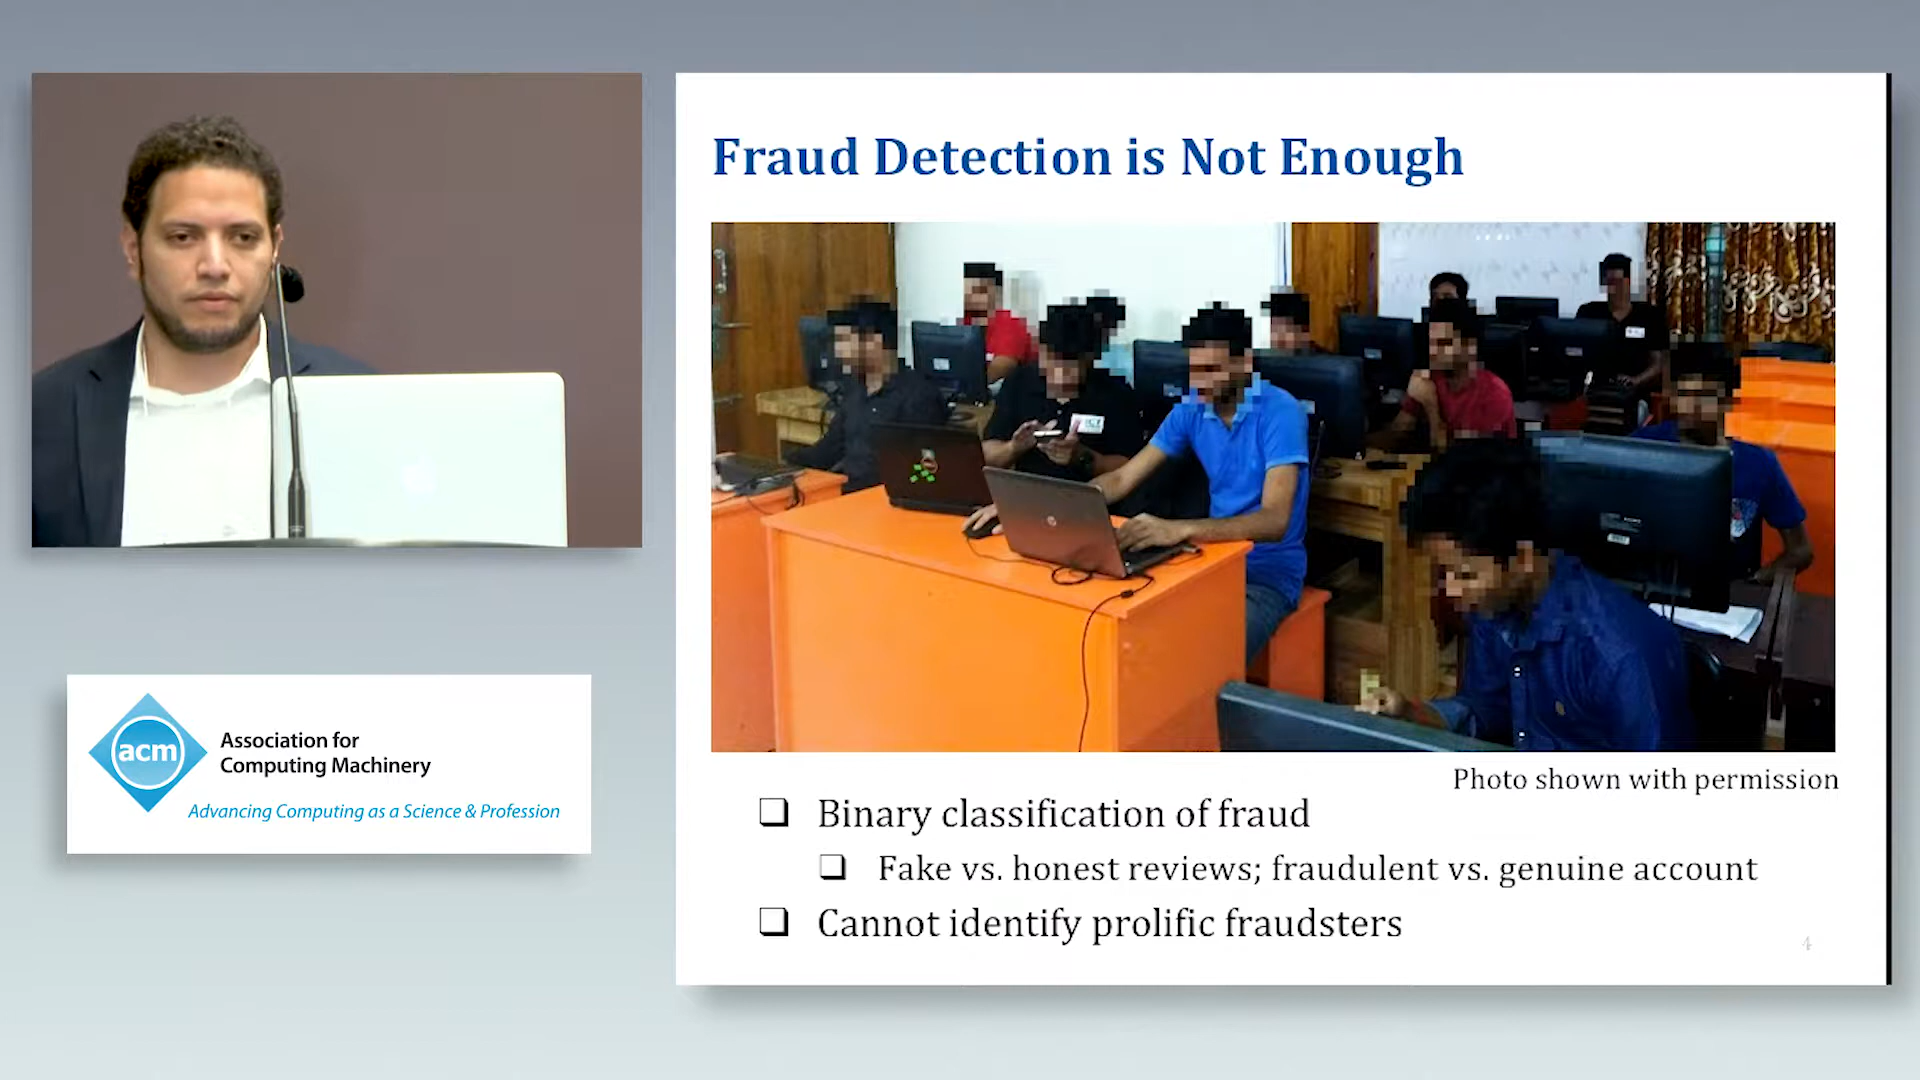 Fraud Detection is Not Enough
Photo shown with permission
❑ Binary classification of fraud
❑ Fake vs. honest reviews; fraudulent vs. genuine account
❑ Cannot identify prolific fraudsters
4
acm
Association for
Computing Machinery
Advancing Computing as a Science & Profession